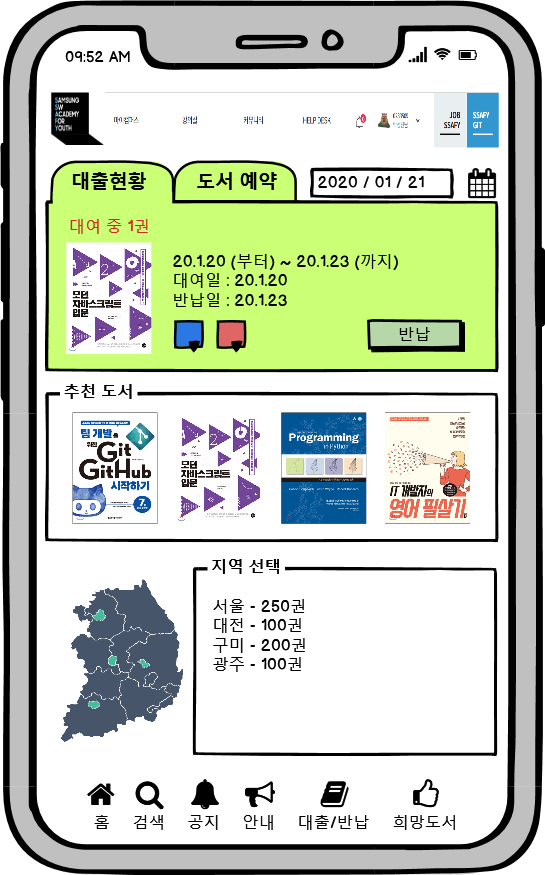 09:52 AM
SAMSUNG
SW
ACADEMY
FOR
YOUTH
마이캠퍼스
강의실
커뮤니티
HELP DESK
JOB
SSAFY
SSAFY
GIT
대출현황
도서 예약
2020 / 01 / 21
대여 중 1권
모던
자바스크립트
입문
20.1.20 (부터) ~ 20.1.23 (까지)
대여일 : 20.1.20
반납일 : 20.1.23
반납
추천 도서
팀 개발을
위한
Git
GitHub
시작하기
모던
자바스크립트
입문
Programming
in Python
IT 개발자의
영어 필살기
지역 선택
서울 - 250권
대전 - 100권
구미 - 200권
광주 - 100권
홈
검색
공지
안내
대출/반납
희망도서